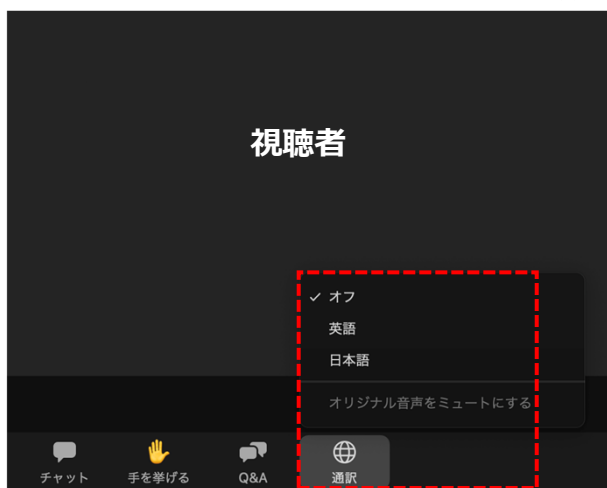 視聴者
オフ
英語
日本語
オリジナル音声をミュートにする
チャット
手を挙げる
Q&A
通訳